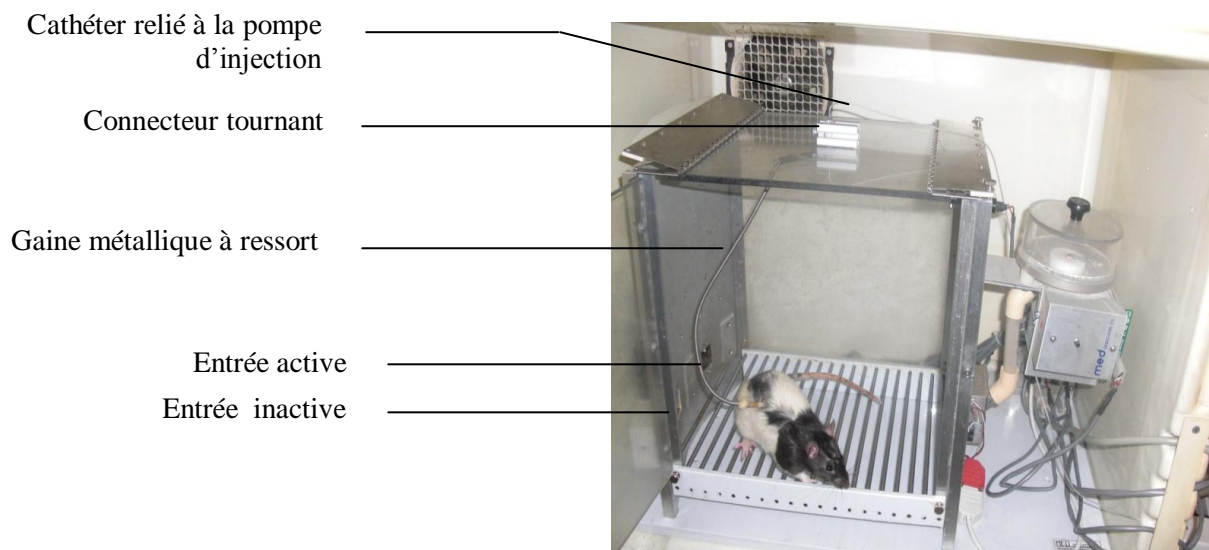 Cathéter relié à la pompe
d’injection
Connecteur tournant
Gaine métallique à ressort
Entrée active
Entrée inactive
med